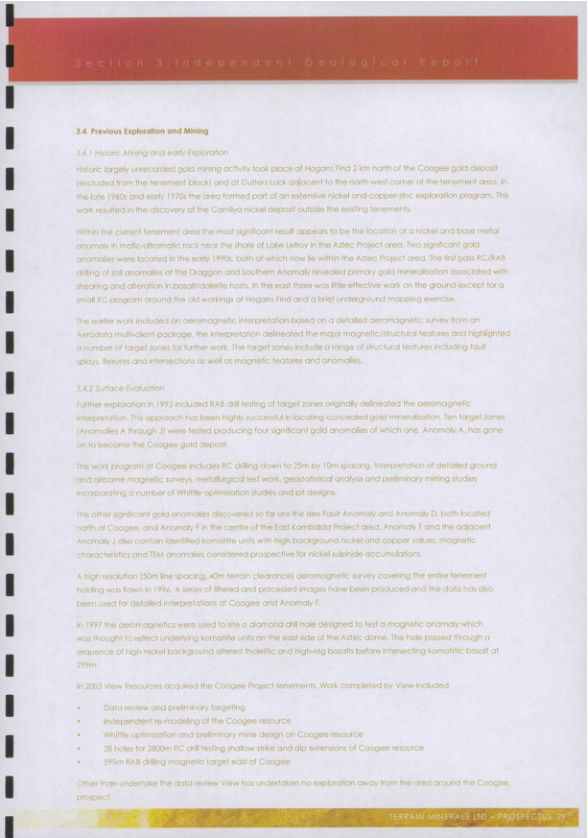 Section 3:Independent Geological Report
3.4 Previous Exploration and Mining
3.4.1 Historic Mining and early Exploration
Historic largely unrecorded gold mining activity took place at Hogans Find 2 km north of the Coogee gold deposit
(excluded from the tenement block) and at Cutters Luck adjacent to the north west corner of the tenement area. In
the late 1960s and early 1970s the area formed part of an extensive nickel and copper-zinc exploration program. This
work resulted in the discovery of the Carnilya nickel deposit outside the existing tenements.
Within the current tenement area the most significant result appears to be the location of a nickel and base metal
anomaly in mafic-ultramafic rock near the shore of Lake Lefroy in the Aztec Project area. Two significant gold
anomalies were located in the early 1990s, both of which now lie within the Aztec Project area. The first pass RC/RAB
drilling of soil anomalies at the Draggon and Southern Anomaly revealed primary gold mineralisation associated with
shearing and alteration in basalt/dolerite hosts. In the east there was little effective work on the ground except for a
small RC program around the old workings at Hogans Find and a brief underground mapping exercise.
The earlier work included an aeromagnetic interpretation based on a detailed aeromagnetic survey from an
Aerodata multi-client package. The interpretation delineated the major magnetic/structural features and highlighted
a number of target zones for further work. The target zones include a range of structural features including fault
splays, flexures and intersections as well as magnetic features and anomalies.
3.4.2 Surface Evaluation
Further exploration in 1992 included RAB drill testing of target zones originally delineated the aeromagnetic
interpretation. This approach has been highly successful in locating concealed gold mineralisation. Ten target zones
(Anomalies A through J) were tested producing four significant gold anomalies of which one, Anomaly A, has gone
on to become the Coogee gold deposit.
The work program at Coogee includes RC drilling down to 25m by 10m spacing, interpretation of detailed ground
and airborne magnetic surveys, metallurgical test work, geostatistical analysis and preliminary mining studies
incorporating a number of Whittle optimisation studies and pit designs.
The other significant gold anomalies discovered so far are the Isles Fault Anomaly and Anomaly D, both located
north of Coogee, and Anomaly F in the centre of the East Kambalda Project area. Anomaly F and the adjacent
Anomaly J also contain identified komatiite units with high background nickel and copper values, magnetic
characteristics and TEM anomalies considered prospective for nickel sulphide accumulations.
A high resolution (50m line spacing, 40m terrain clearance) aeromagnetic survey covering the entire tenement
holding was flown in 1996. A series of filtered and processed images have been produced and the data has also
been used for detailed interpretations at Coogee and Anomaly F.
In 1997 the aeromagnetics were used to site a diamond drill hole designed to test a magnetic anomaly which
was thought to reflect underlying komatiite units on the east side of the Aztec dome. The hole passed through a
sequence of high nickel background altered tholeiitic and high-Mg basalts before intersecting komatiitic basalt at
299m.
In 2003 View Resources acquired the Coogee Project tenements. Work completed by View included
• Data review and preliminary targeting
• Independent re-modeling of the Coogee resource
• Whittle optimization and preliminary mine design on Coogee resource
• 28 holes for 2800m RC drill testing shallow strike and dip extensions of Coogee resource
• 595m RAB drilling magnetic target east of Coogee
Other than undertake the data review View has undertaken no exploration away from the area around the Coogee
prospect.
TERRAIN MINERALS LTD – PROSPECTUS 29